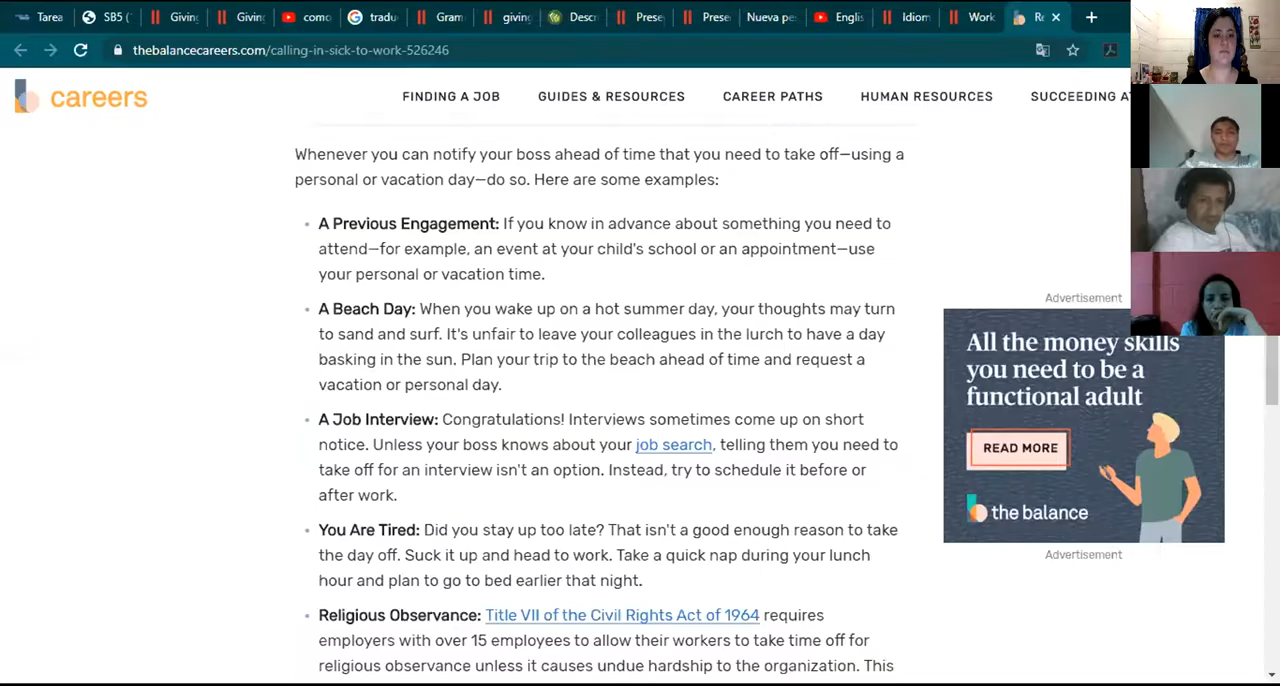 Tarea
SB5 (
Giving
Giving
como
tradu
Gram
giving
Descr
Prese
Prese
Nueva pe
Englis
Idiom
Work
Re
thebalancecareers.com/calling-in-sick-to-work-526246
careers
FINDING A JOB
GUIDES & RESOURCES
CAREER PATHS
HUMAN RESOURCES
SUCCEEDING AT
Whenever you can notify your boss ahead of time that you need to take off—using a
personal or vacation day—do so. Here are some examples:
A Previous Engagement: If you know in advance about something you need to
attend—for example, an event at your child's school or an appointment—use
your personal or vacation time.
A Beach Day: When you wake up on a hot summer day, your thoughts may turn
to sand and surf. It's unfair to leave your colleagues in the lurch to have a day
basking in the sun. Plan your trip to the beach ahead of time and request a
vacation or personal day.
A Job Interview: Congratulations! Interviews sometimes come up on short
notice. Unless your boss knows about your job search, telling them you need to
take off for an interview isn't an option. Instead, try to schedule it before or
after work.
You Are Tired: Did you stay up too late? That isn't a good enough reason to take
the day off. Suck it up and head to work. Take a quick nap during your lunch
hour and plan to go to bed earlier that night.
Religious Observance: Title VII of the Civil Rights Act of 1964 requires
employers with over 15 employees to allow their workers to take time off for
religious observance unless it causes undue hardship to the organization. This
Advertisement
All the money skills
you need to be a
functional adult
READ MORE
the balance
Advertisement